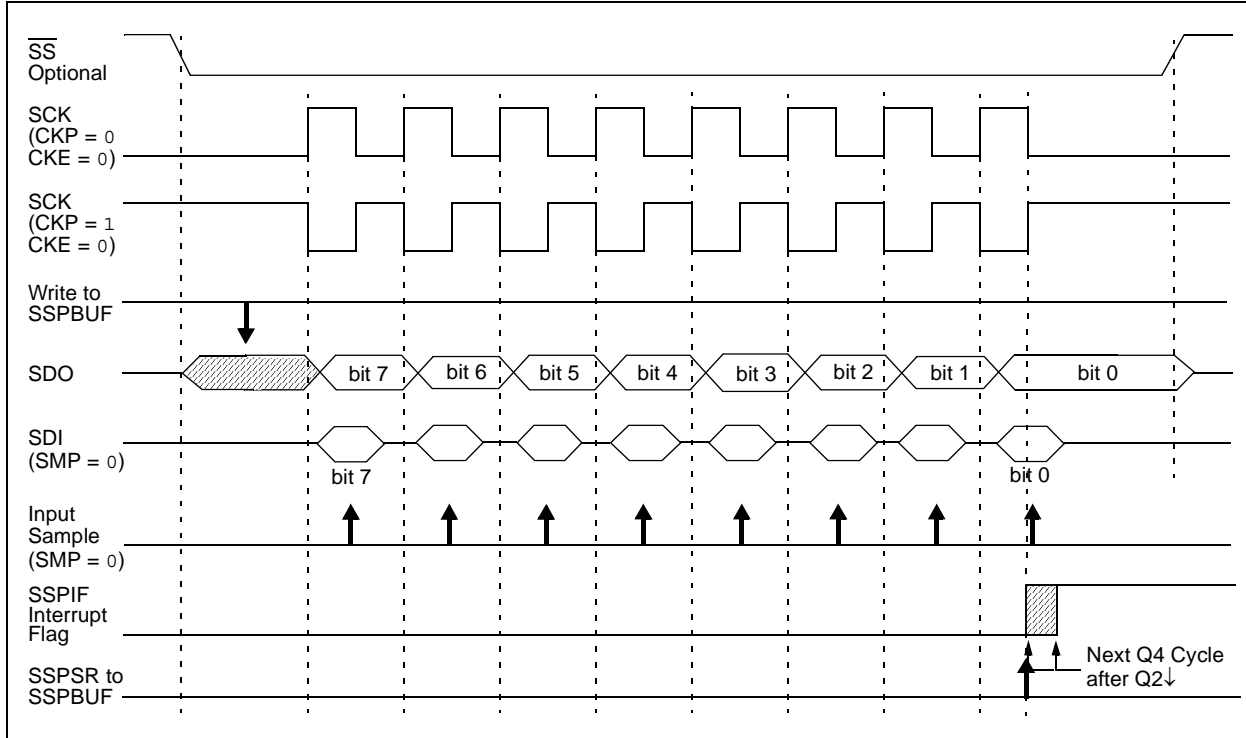 SS
Optional
SCK
(CKP = 0
CKE = 0)
SCK
(CKP = 1
CKE = 0)
Write to
SSPBUF
SDO
bit 7 bit 6 bit 5 bit 4 bit 3 bit 2 bit 1 bit 0
SDI
(SMP = 0)
bit 7 bit 0
Input
Sample
(SMP = 0)
SSPIF
Interrupt
Flag
Next Q4 Cycle
after Q2↓
SSPSR to
SSPBUF